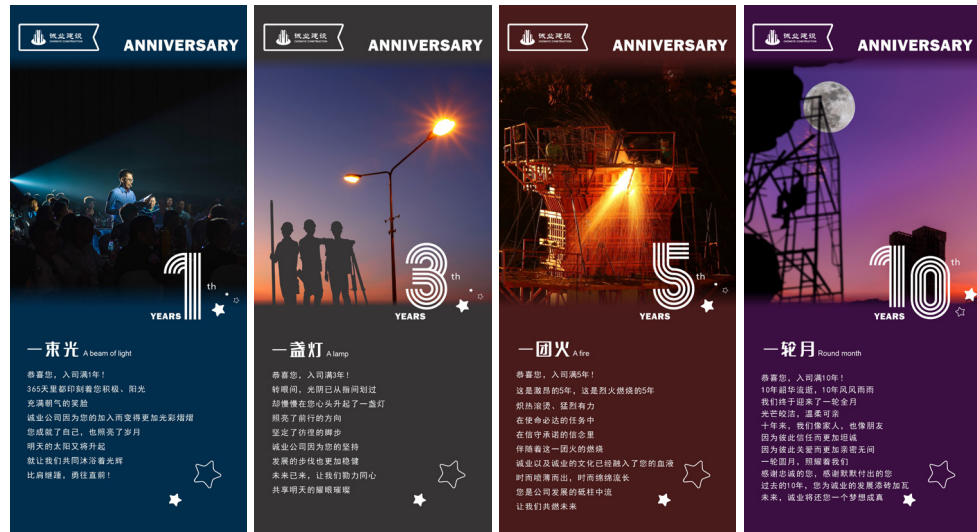 诚业建设
ANNIVERSARY
1th
YEARS
一束光 A beam of light
恭喜您，入司满1年！
365天里都印刻着您积极、阳光
充满朝气的笑脸
诚业公司因为您的加入而变得更加光彩熠熠
您成就了自己，也照亮了岁月
明天的太阳又将升起
就让我们共同沐浴着光辉
比肩继踵，勇往直前！
诚业建设
ANNIVERSARY
3th
YEARS
一盏灯 A lamp
恭喜您，入司满3年！
转眼间，光阴已从指间划过
却慢慢在您心头升起了一盏灯
照亮了前行的方向
坚定了彷徨的脚步
诚业公司因为您的坚持
发展的步伐也更加稳健
未来已来，让我们勠力同心
共享明天的耀眼璀璨
诚业建设
ANNIVERSARY
5th
YEARS
一团火 A fire
恭喜您，入司满5年！
这是激昂的5年，这是烈火燃烧的5年
炽热滚烫、猛烈有力
在使命必达的任务中
在信守承诺的信念里
伴随着这一团火的燃烧
诚业以及诚业的文化已经融入了您的血液
时而喷薄而出，时而绵绵流长
您是公司发展的砥柱中流
让我们共燃未来
诚业建设
ANNIVERSARY
10th
YEARS
一轮月 Round month
恭喜您，入司满10年！
10年韶华流逝，10年风风雨雨
我们终于迎来了一轮全月
光芒皎洁，温柔可亲
十年来，我们像家人，也像朋友
因为彼此信任而更加坦诚
因为彼此关爱而更加亲密无间
一轮圆月，照耀着我们
感谢忠诚的您，感谢默默付出的您
过去的10年，您为诚业的发展添砖加瓦
未来，诚业将还您一个梦想成真